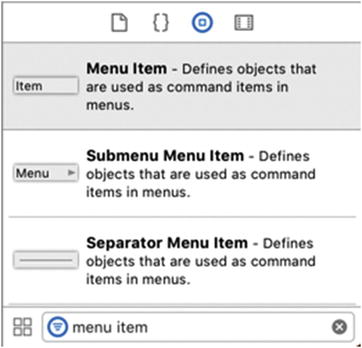 Item
Menu Item - Defines objects that
are used as command items in
menus.
Menu
Submenu Menu Item - Defines
objects that are used as command
items in menus.
Separator Menu Item - Defines
objects that are used as command
items in menus.
menu item